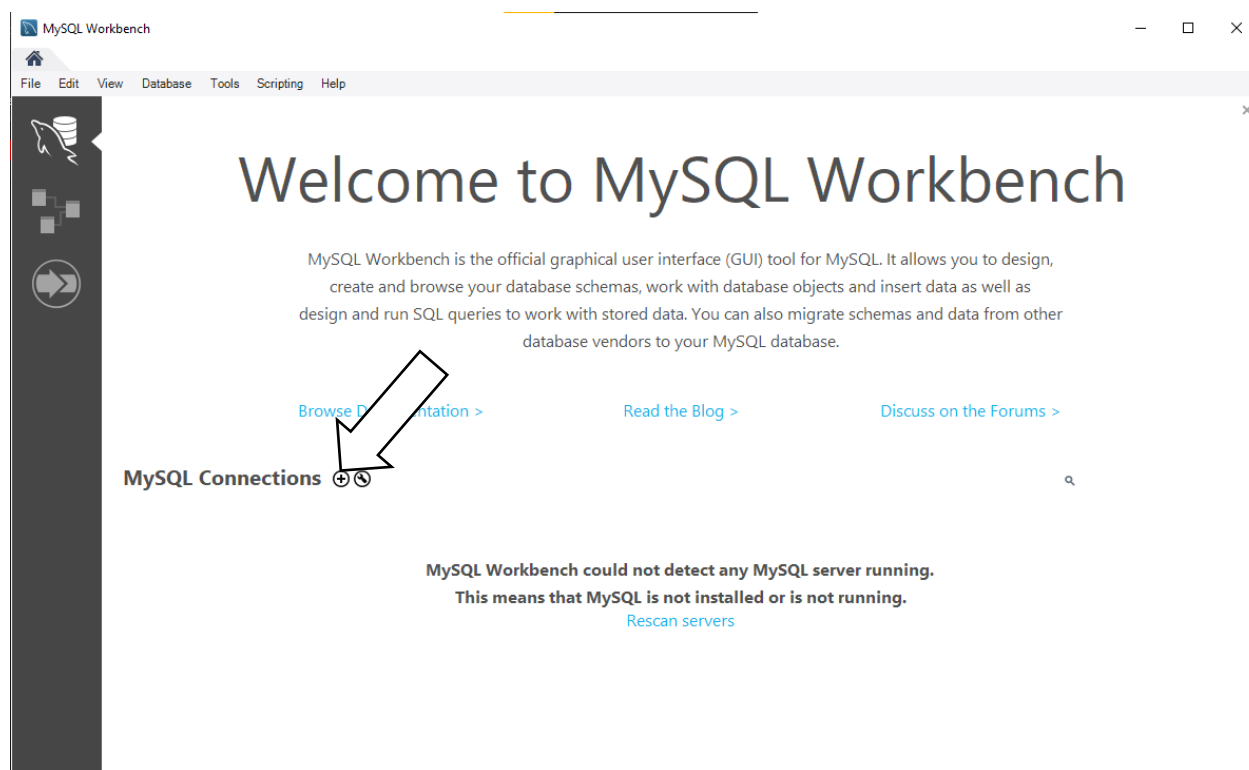 MySQL Workbench
File Edit View Database Tools Scripting Help
Welcome to MySQL Workbench
MySQL Workbench is the official graphical user interface (GUI) tool for MySQL. It allows you to design,
create and browse your database schemas, work with database objects and insert data as well as
design and run SQL queries to work with stored data. You can also migrate schemas and data from other
database vendors to your MySQL database.
Browse D ntation > Read the Blog > Discuss on the Forums >
MySQL Connections
MySQL Workbench could not detect any MySQL server running.
This means that MySQL is not installed or is not running.
Rescan servers